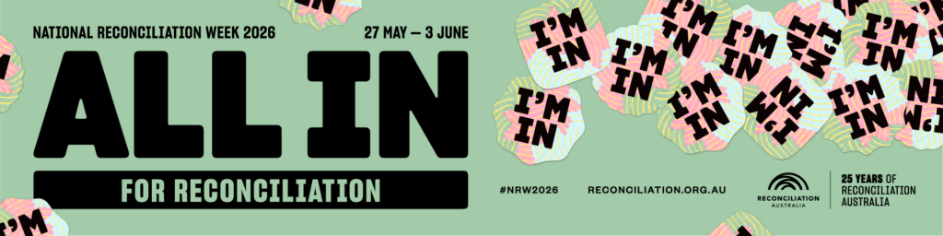 NATIONAL RECONCILIATION WEEK 2026
27 MAY — 3 JUNE
ALL IN
FOR RECONCILIATION
#NRW2026
RECONCILIATION.ORG.AU
RECONCILIATION
AUSTRALIA
25 YEARS OF
RECONCILIATION
AUSTRALIA
IN
I'M
IN
I'M
IN
I'M
IN
I'M
IN
I'M
IN
I'M
IN
I'M
IN
I'M
IN
I'M
IN
I'M